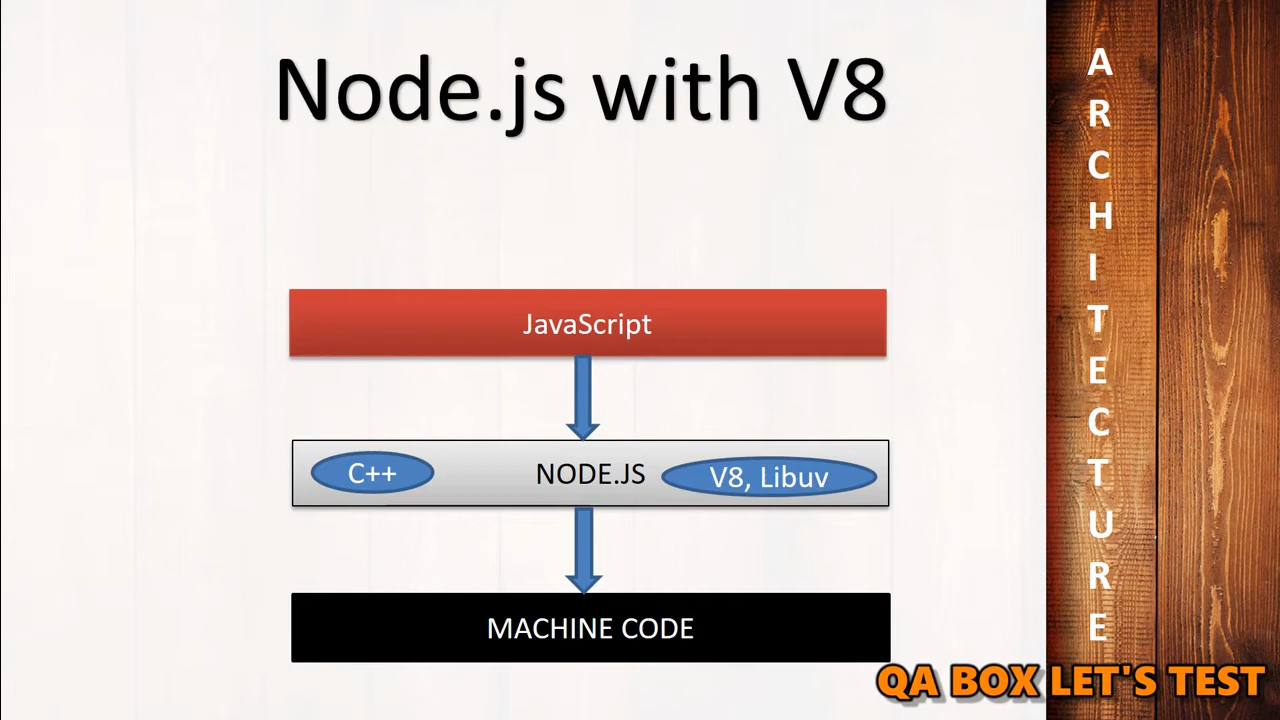 Node.js with V8
JavaScript
C++
NODE.JS
V8, Libuv
MACHINE CODE
A
R
C
H
I
T
E
C
T
U
R
E
QA BOX LET'S TEST